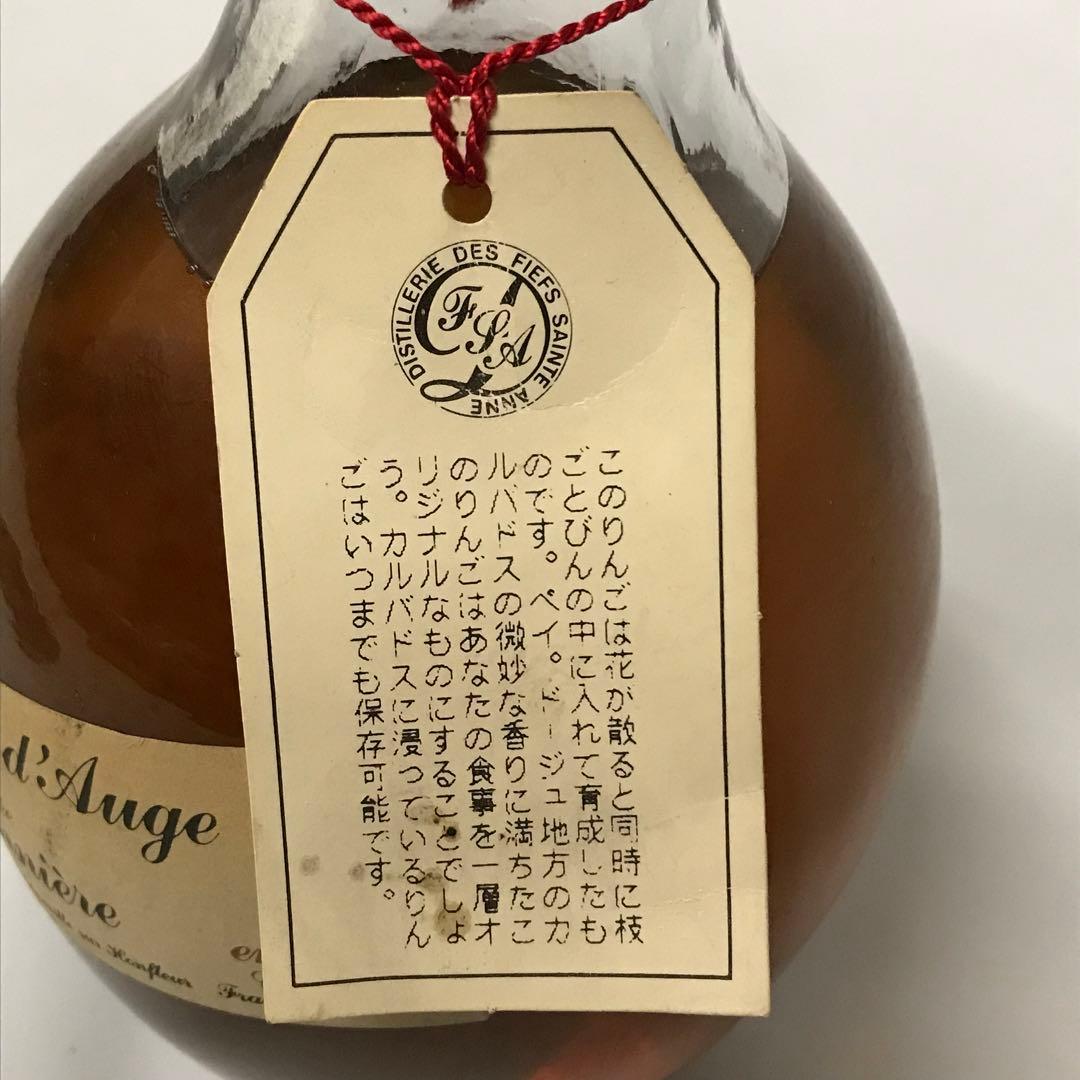 DISTILLERIE DES FIEFS SAINTE ANNE
FSA
このりんごは花が散ると同時に枝
ごとびんの中に入れて育成したも
のです。ペイ。ドージュ地方のカ
ルバドスの微妙な香りに満ちたこ
のりんごはあなたの食事を一層オ
リジナルなものにすることでしょ
う。カルバドスに浸っているりん
ごはいつまでも保存可能です。
d'Auge
nière
Honfleur